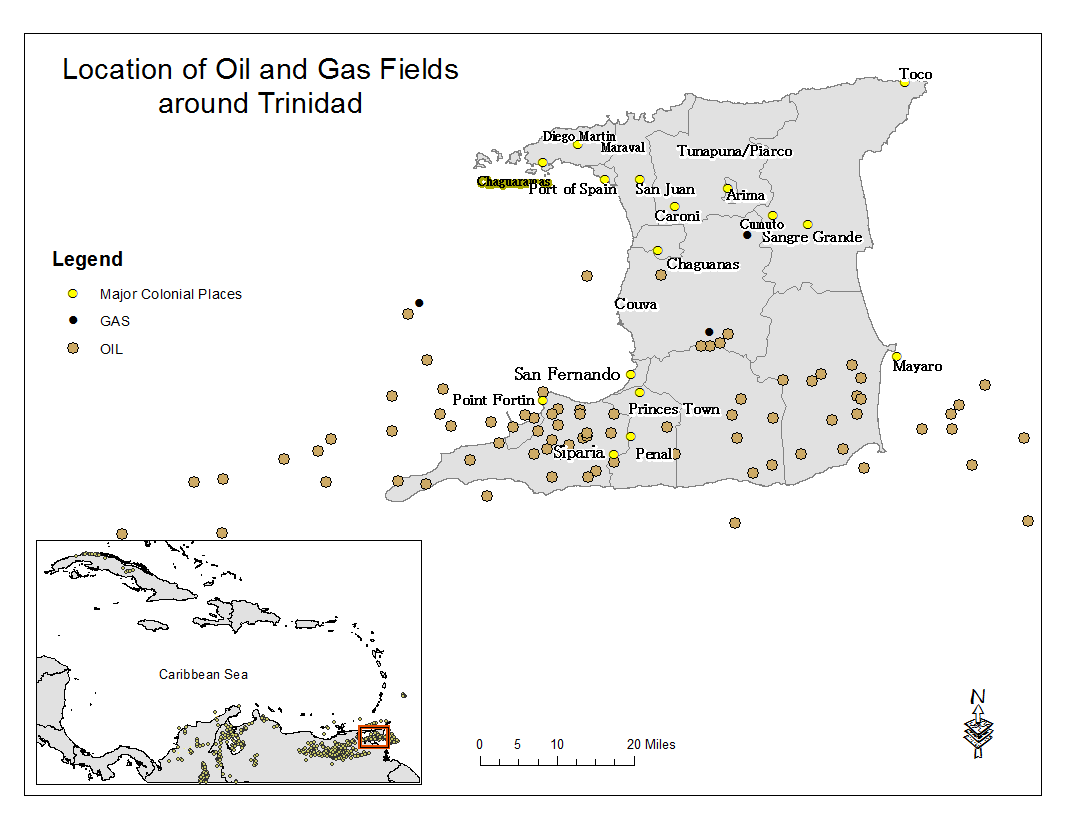 Location of Oil and Gas Fields
around Trinidad
Toco
Diego Martin
Maraval
Tunapuna/Piarco
Chaguaramas
Port of Spain
San Juan
Arima
Caroni
Cumuto
Sangre Grande
Chaguanas
Legend
Major Colonial Places
GAS
OIL
Couva
San Fernando
Mayaro
Point Fortin
Princes Town
Siparia
Penal
Caribbean Sea
N
0 5 10 20 Miles